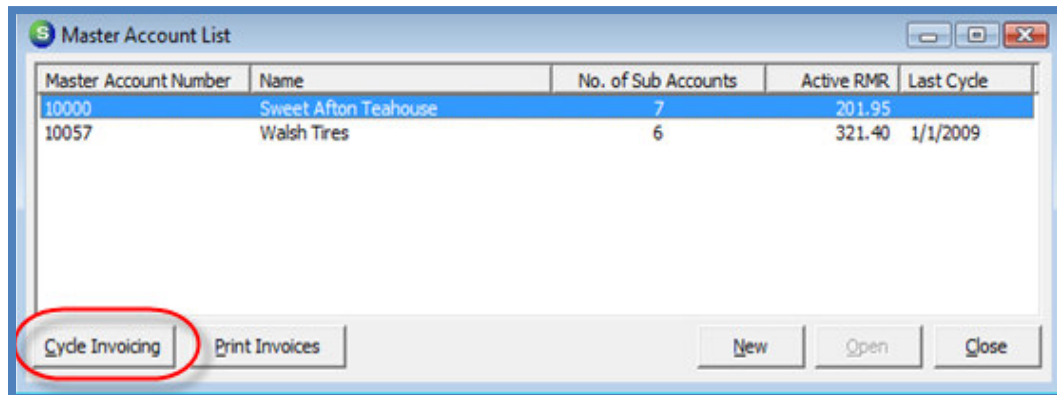 S Master Account List
Master Account Number Name No. of Sub Accounts Active RMR Last Cycle
10000 Sweet Afton Teahouse 7 201.95
10057 Walsh Tires 6 321.40 1/1/2009
Cycle Invoicing Print Invoices New Open Close